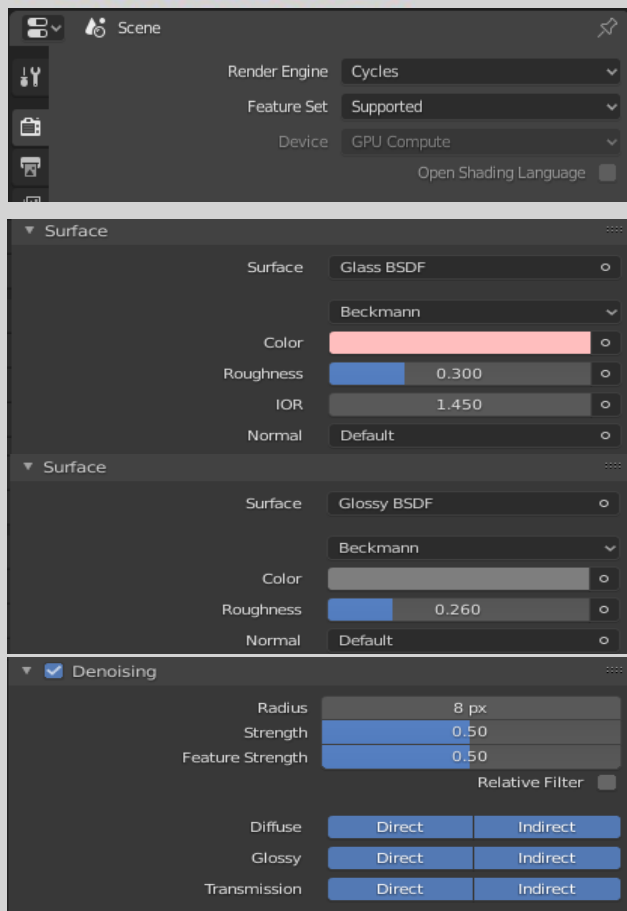 Scene
Render Engine Cycles
Feature Set Supported
Device GPU Compute
Open Shading Language
Surface
Surface Glass BSDF
Beckmann
Color
Roughness 0.300
IOR 1.450
Normal Default
Surface
Surface Glossy BSDF
Beckmann
Color
Roughness 0.260
Normal Default
Denoising
Radius 8 px
Strength 0.50
Feature Strength 0.50
Relative Filter
Diffuse Direct Indirect
Glossy Direct Indirect
Transmission Direct Indirect